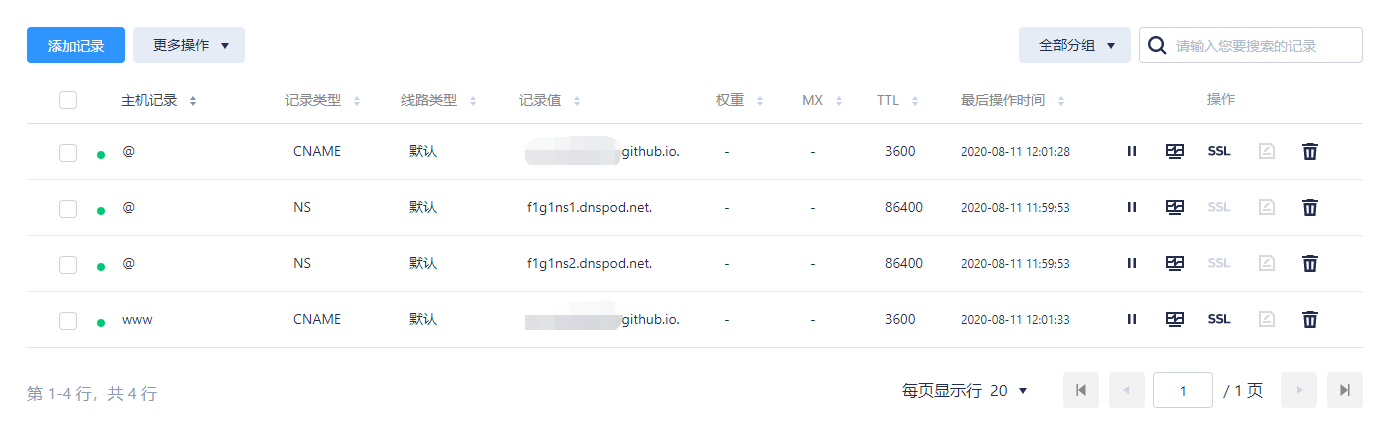 添加记录 更多操作 全部分组 请输入您要搜索的记录
主机记录 记录类型 线路类型 记录值 权重 MX TTL 最后操作时间 操作
@ CNAME 默认 github.io. - - 3600 2020-08-11 12:01:28 SSL
@ NS 默认 f1g1ns1.dnspod.net. - - 86400 2020-08-11 11:59:53 SSL
@ NS 默认 f1g1ns2.dnspod.net. - - 86400 2020-08-11 11:59:53 SSL
www CNAME 默认 github.io. - - 3600 2020-08-11 12:01:33 SSL
第 1-4 行，共 4 行 每页显示行 20 1 / 1 页